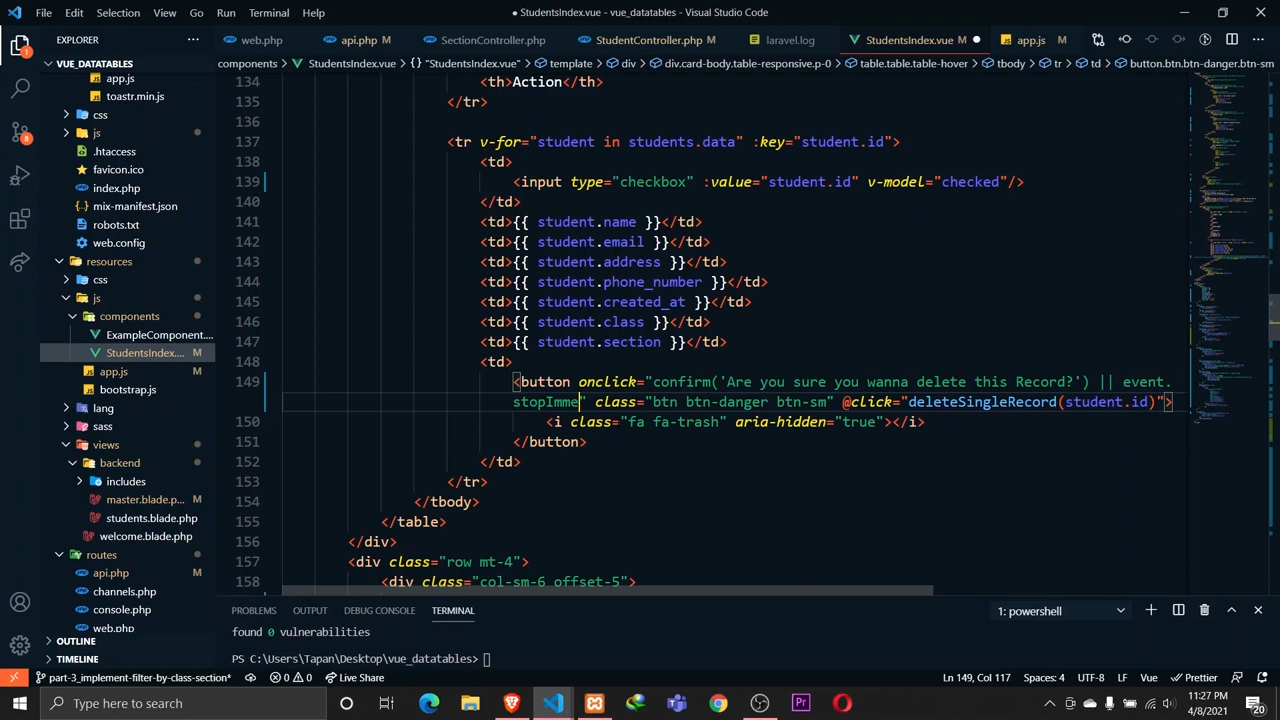 File Edit Selection View Go Run Terminal Help
● StudentsIndex.vue - vue_datatables - Visual Studio Code
EXPLORER
web.php
api.php M
SectionController.php
StudentController.php M
laravel.log
StudentsIndex.vue M
app.js M
VUE_DATATABLES
components > StudentsIndex.vue > {} "StudentsIndex.vue" > template > div > div.card-body.table-responsive.p-0 > table.table.table-hover > tbody > tr > td > button.btn.btn-danger.btn-sm
app.js
toastr.min.js
css
js
.htaccess
favicon.ico
index.php
mix-manifest.json
robots.txt
web.config
resources
css
js
components
ExampleComponent....
StudentsIndex.... M
app.js M
bootstrap.js
lang
sass
views
backend
includes
master.blade.p... M
students.blade.php
welcome.blade.php
routes
api.php M
channels.php
console.php
web.php
OUTLINE
TIMELINE
134 <th>Action</th>
135 </tr>
136
137 <tr v-for="student in students.data" :key="student.id">
138 <td>
139 <input type="checkbox" :value="student.id" v-model="checked"/>
140 </td>
141 <td>{{ student.name }}</td>
142 <td>{{ student.email }}</td>
143 <td>{{ student.address }}</td>
144 <td>{{ student.phone_number }}</td>
145 <td>{{ student.created_at }}</td>
146 <td>{{ student.class }}</td>
147 <td>{{ student.section }}</td>
148 <td>
149 <button onclick="confirm('Are you sure you wanna delete this Record?') || event.
stopImme" class="btn btn-danger btn-sm" @click="deleteSingleRecord(student.id)">
150 <i class="fa fa-trash" aria-hidden="true"></i>
151 </button>
152 </td>
153 </tr>
154 </tbody>
155 </table>
156 </div>
157 <div class="row mt-4">
158 <div class="col-sm-6 offset-5">
PROBLEMS OUTPUT DEBUG CONSOLE TERMINAL
1: powershell
found 0 vulnerabilities
PS C:\Users\Tapan\Desktop\vue_datatables>
part-3_implement-filter-by-class-section* 0 0 Live Share
Ln 149, Col 117 Spaces: 4 UTF-8 LF Vue Prettier
Type here to search
11:27 PM
4/8/2021
20